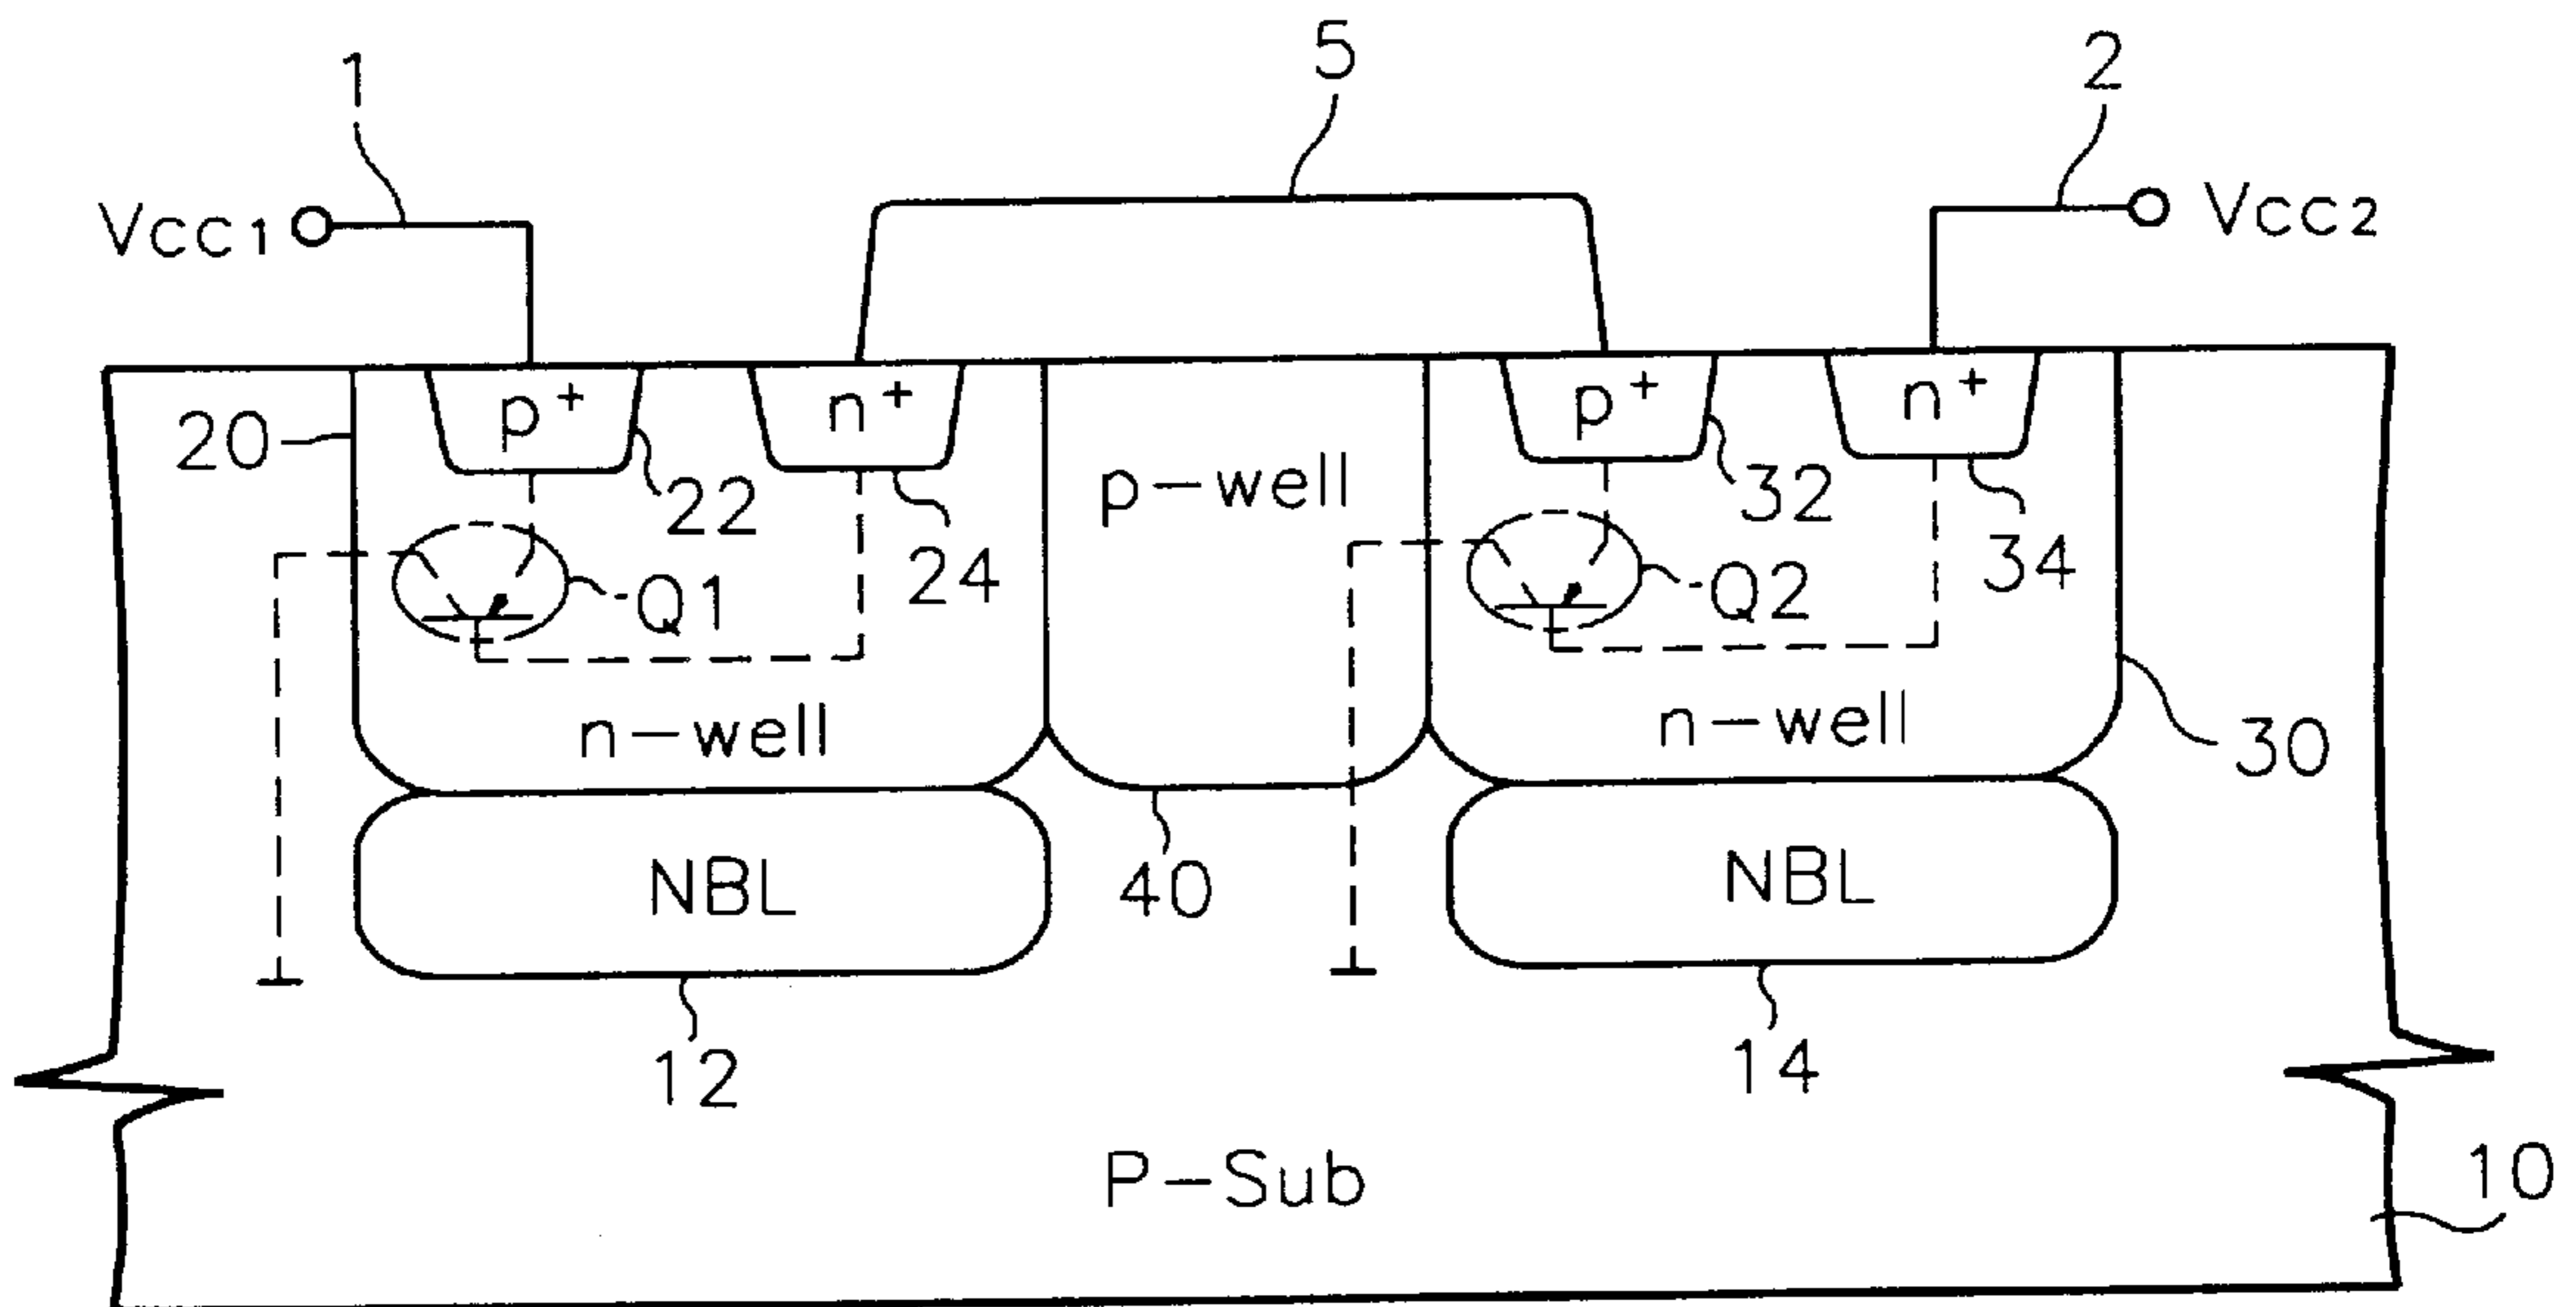 1
5
2
Vcc1
Vcc2
p+
n+
p+
n+
20
22
24
p-well
32
34
Q1
Q2
n-well
n-well
30
NBL
40
NBL
12
14
P-Sub
10